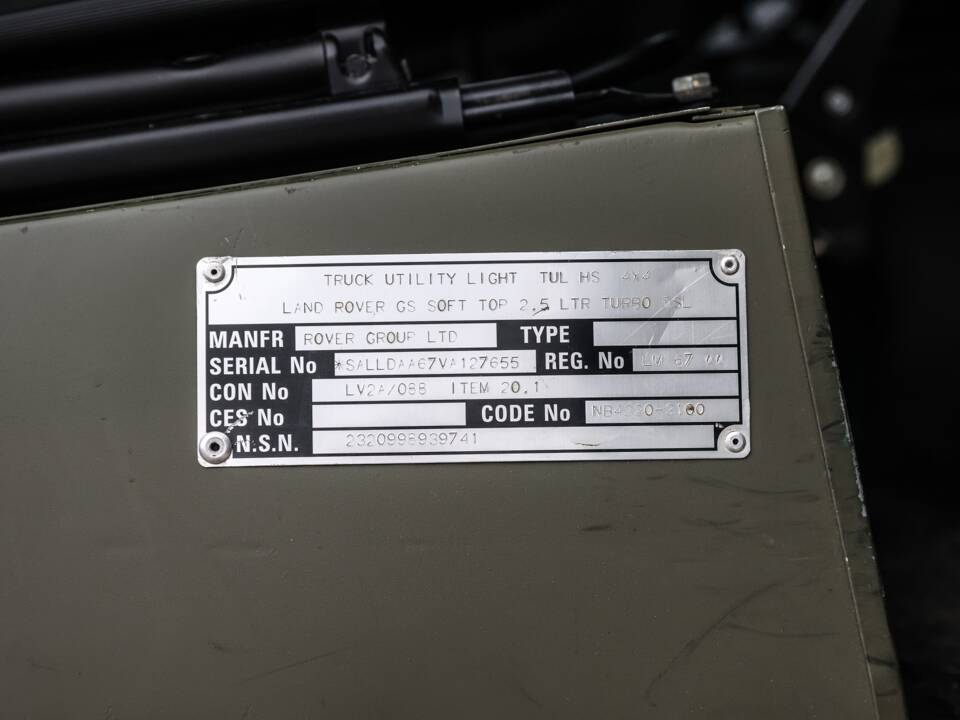 TRUCK UTILITY LIGHT TUL HS 4X4
LAND ROVER GS SOFT TOP 2.5 LTR TURBO
MANFR ROVER GROUP LTD TYPE
SERIAL No *SALLDAA67VA127655 REG. No
CON No LV2A/088 ITEM 20.1
CES No CODE No
N.S.N. 2320998939741